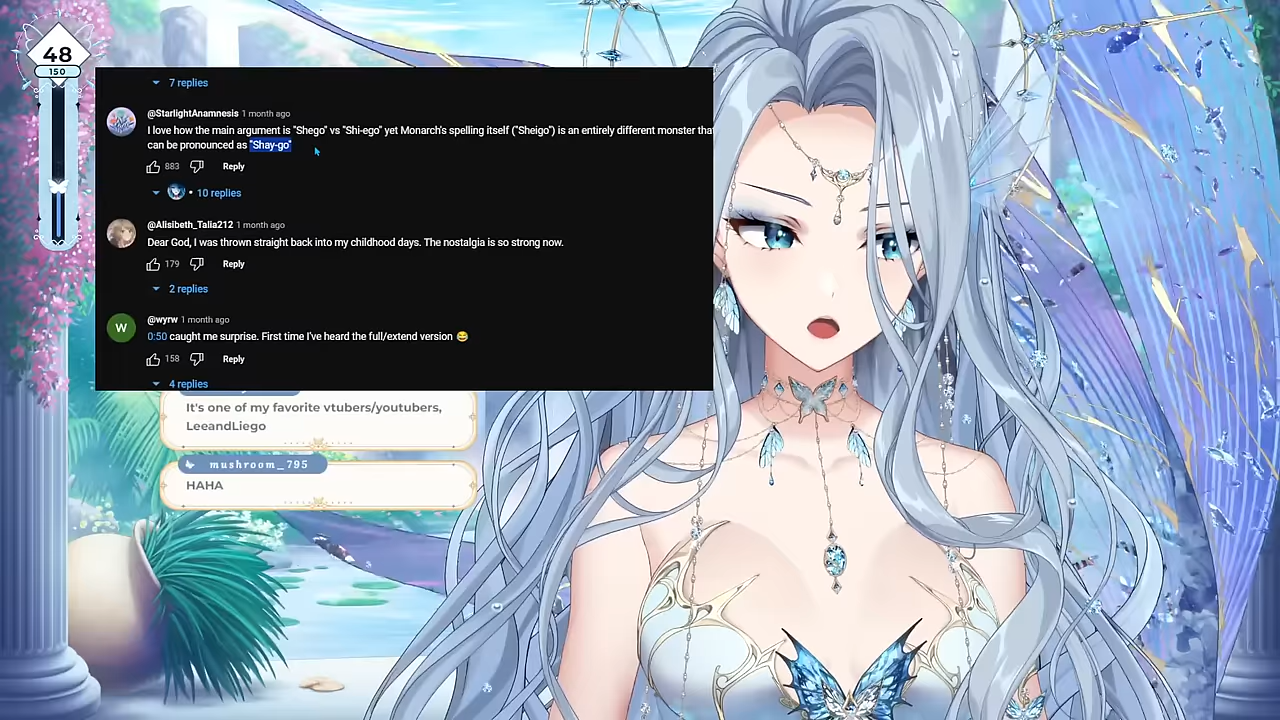 48
150
7 replies
@StarlightAnamnesis 1 month ago
I love how the main argument is "Shego" vs "Shi-ego" yet Monarch's spelling itself ("Sheigo") is an entirely different monster that
can be pronounced as "Shay-go"
883 Reply
• 10 replies
@Alisibeth_Talia212 1 month ago
Dear God, I was thrown straight back into my childhood days. The nostalgia is so strong now.
179 Reply
2 replies
W
@wyrw 1 month ago
0:50 caught me surprise. First time I've heard the full/extend version 😂
158 Reply
4 replies
It's one of my favorite vtubers/youtubers,
LeeandLiego
mushroom_795
HAHA